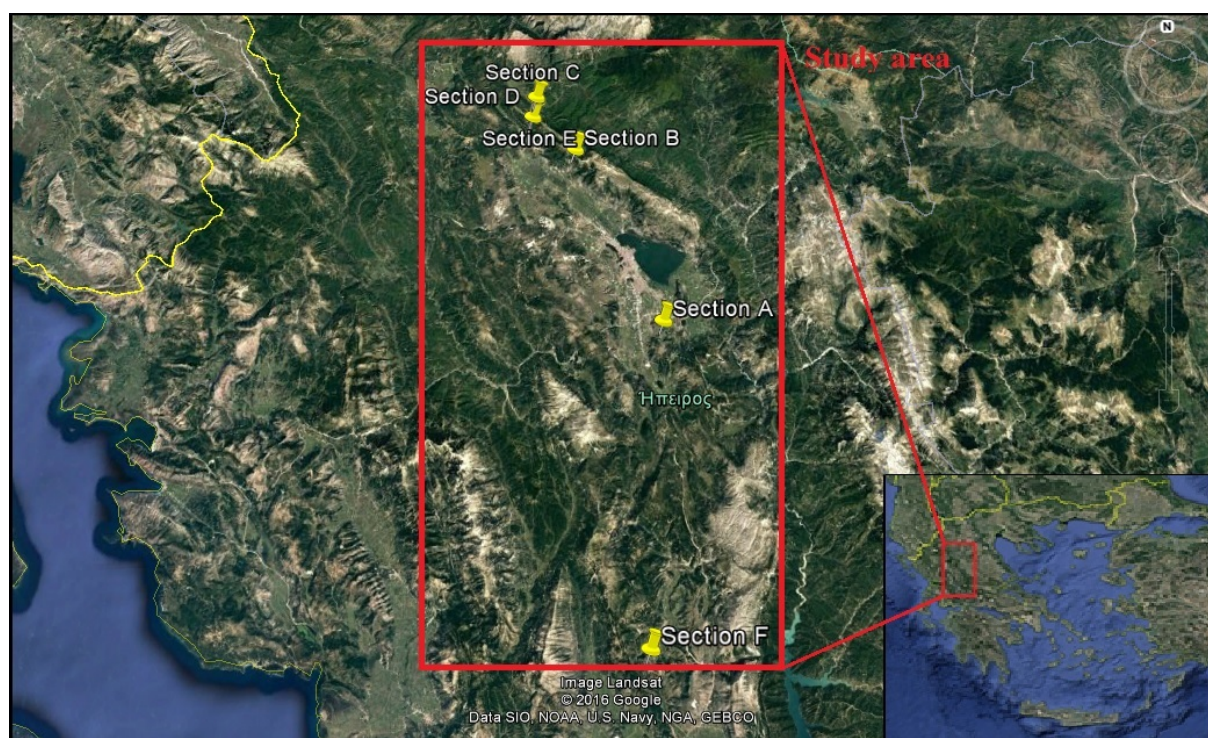 N
Study area
Section C
Section D
Section E
Section B
Section A
Ήπειρος
Section F
Image Landsat
© 2016 Google
Data SIO, NOAA, U.S. Navy, NGA, GEBCO